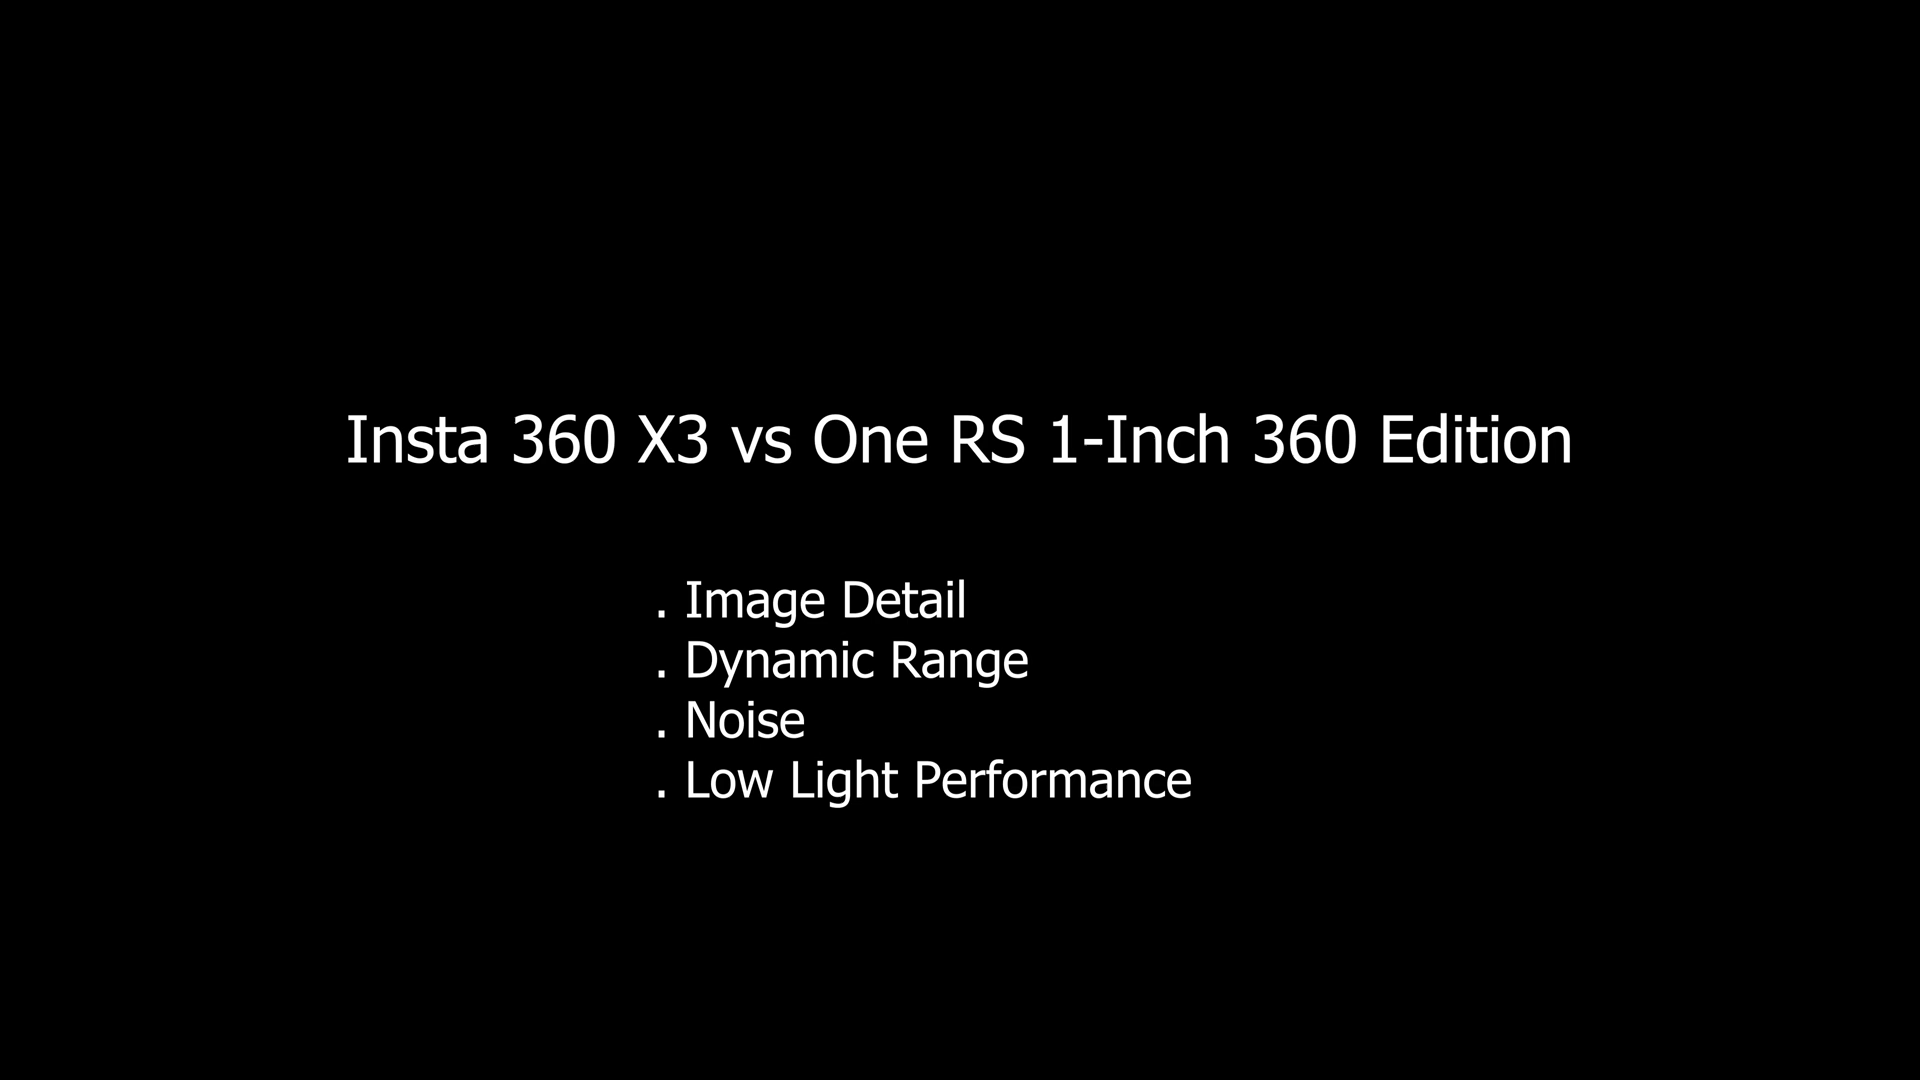 Insta 360 X3 vs One RS 1-Inch 360 Edition
. Image Detail
. Dynamic Range
. Noise
. Low Light Performance